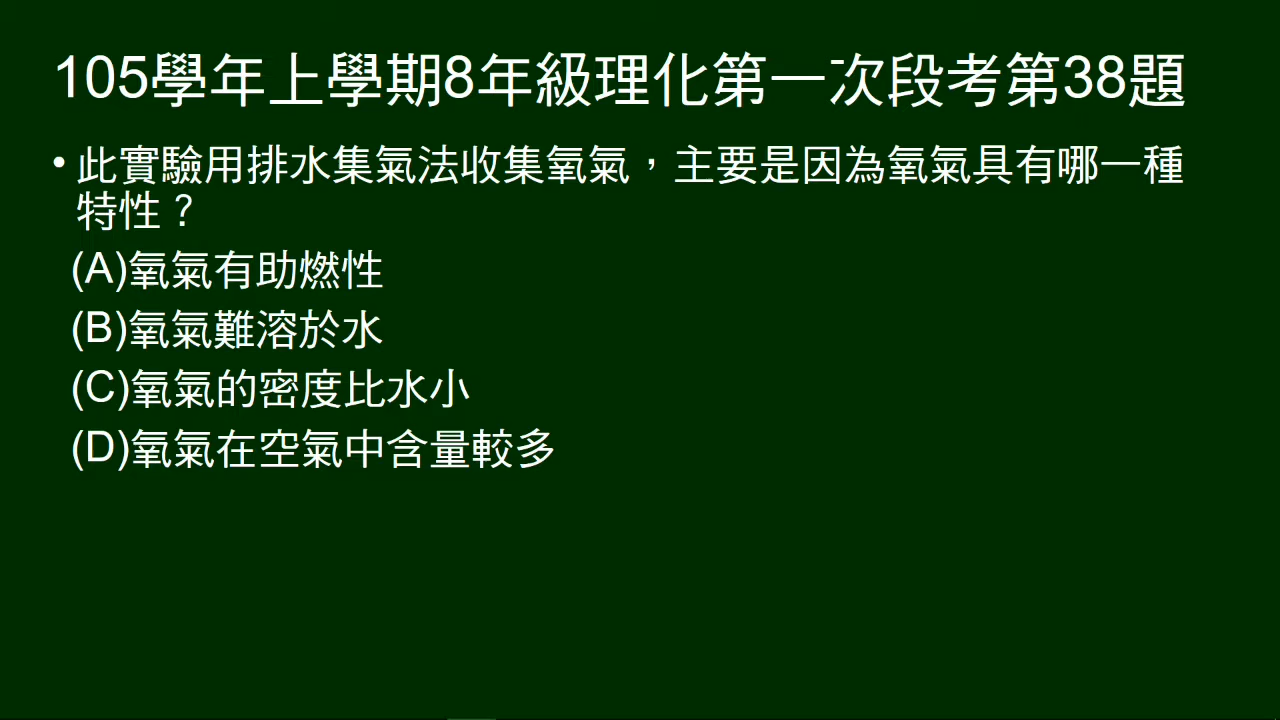 105學年上學期8年級理化第一次段考第38題
• 此實驗用排水集氣法收集氧氣，主要是因為氧氣具有哪一種
特性？
(A)氧氣有助燃性
(B)氧氣難溶於水
(C)氧氣的密度比水小
(D)氧氣在空氣中含量較多